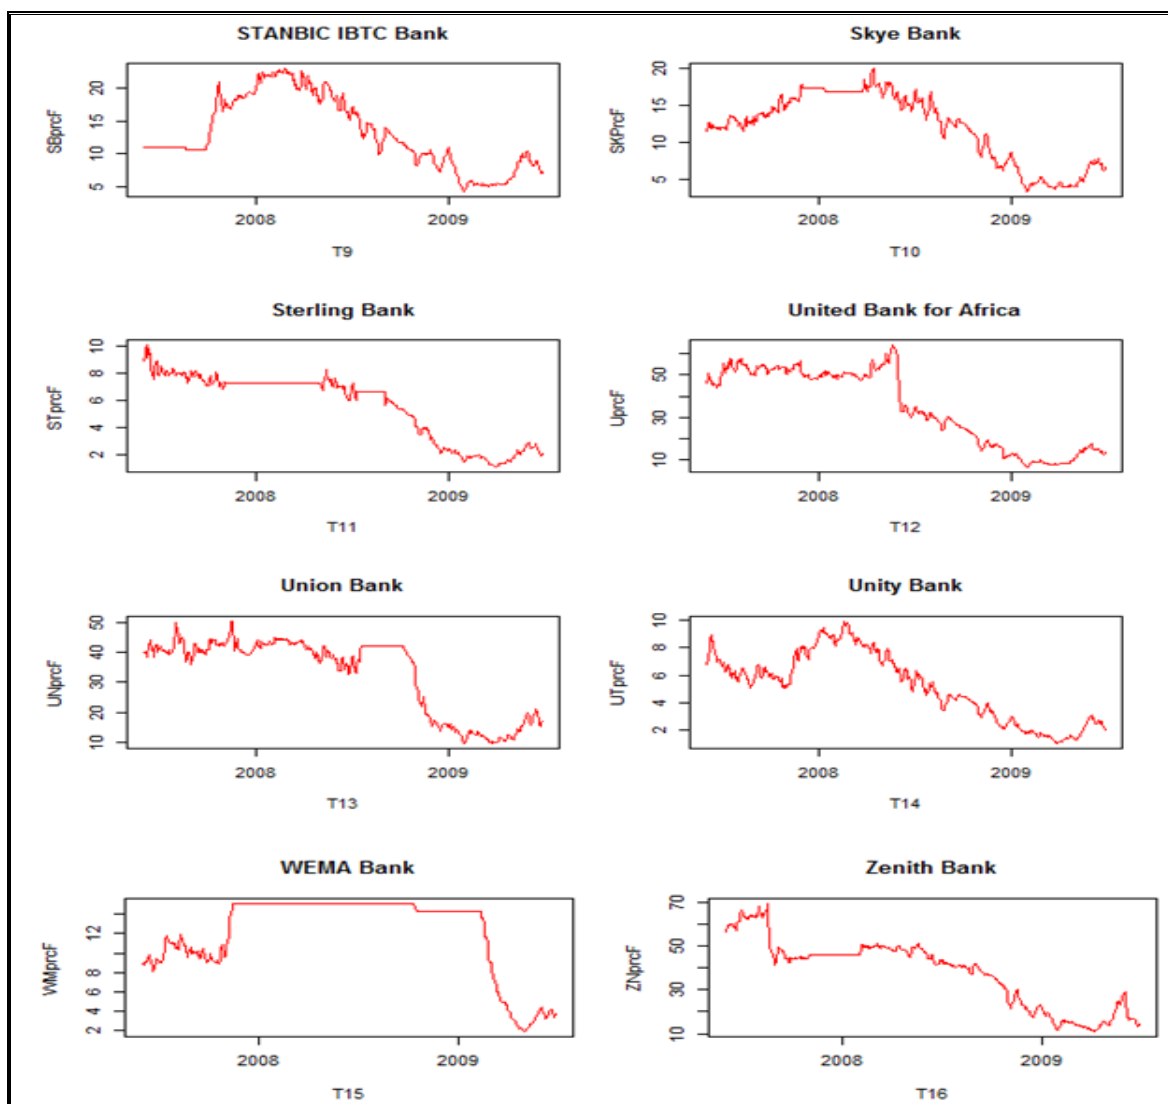 STANBIC IBTC Bank
SBprcF
5 10 15 20
2008 2009
T9
Skye Bank
SKPrcF
5 10 15 20
2008 2009
T10
Sterling Bank
STprcF
2 4 6 8 10
2008 2009
T11
United Bank for Africa
UprcF
10 30 50
2008 2009
T12
Union Bank
UNprcF
10 20 30 40 50
2008 2009
T13
Unity Bank
UTprcF
2 4 6 8 10
2008 2009
T14
WEMA Bank
WMprcF
2 4 6 8 12
2008 2009
T15
Zenith Bank
ZNprcF
10 30 50 70
2008 2009
T16